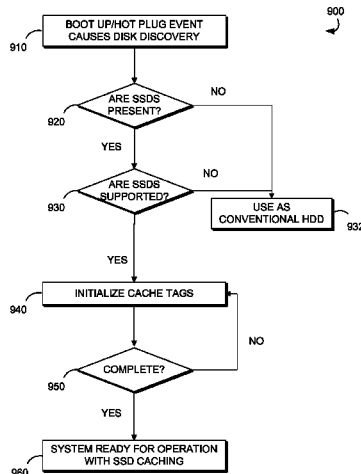 BOOT UP/HOT PLUG EVENT
CAUSES DISK DISCOVERY
900
910
ARE SSDS
PRESENT?
NO
920
YES
ARE SSDS
SUPPORTED?
NO
930
USE AS
CONVENTIONAL HDD
932
YES
INITIALIZE CACHE TAGS
940
NO
COMPLETE?
950
YES
SYSTEM READY FOR OPERATION
WITH SSD CACHING
960